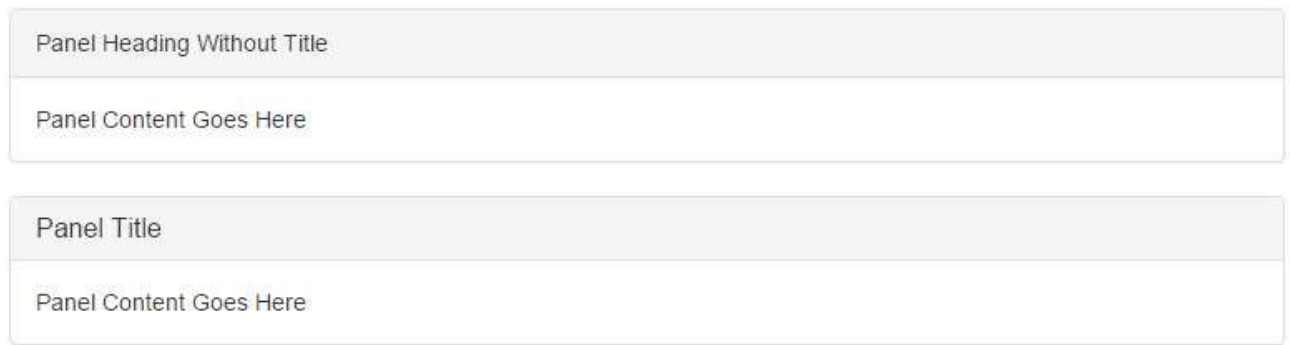 Panel Heading Without Title
Panel Content Goes Here
Panel Title
Panel Content Goes Here